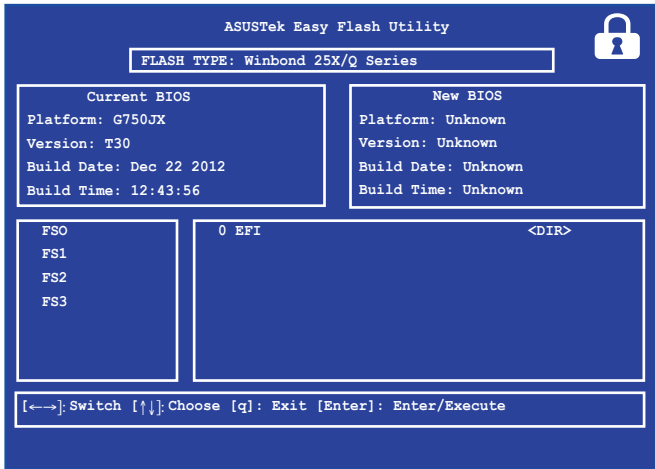 ASUSTek Easy Flash Utility
FLASH TYPE: Winbond 25X/Q Series
Current BIOS
Platform: G750JX
Version: T30
Build Date: Dec 22 2012
Build Time: 12:43:56
New BIOS
Platform: Unknown
Version: Unknown
Build Date: Unknown
Build Time: Unknown
FSO
FS1
FS2
FS3
0 EFI <DIR>
[←→]: Switch [↑↓]: Choose [q]: Exit [Enter]: Enter/Execute